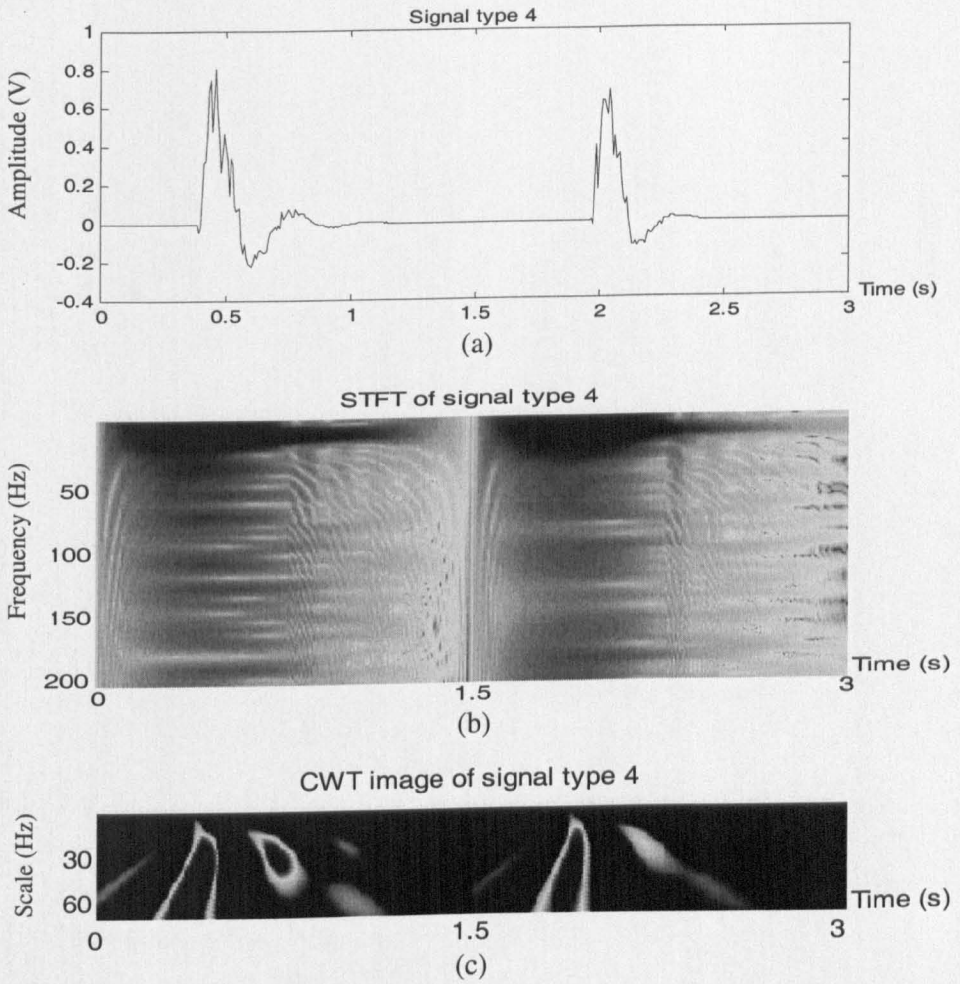 Signal type 4
Amplitude (V)
1
0.8
0.6
0.4
0.2
0
-0.2
-0.4
0
0.5
1
1.5
2
2.5
3
Time (s)
(a)
STFT of signal type 4
Frequency (Hz)
50
100
150
200
0
1.5
3
Time (s)
(b)
CWT image of signal type 4
Scale (Hz)
30
60
0
1.5
3
Time (s)
(c)